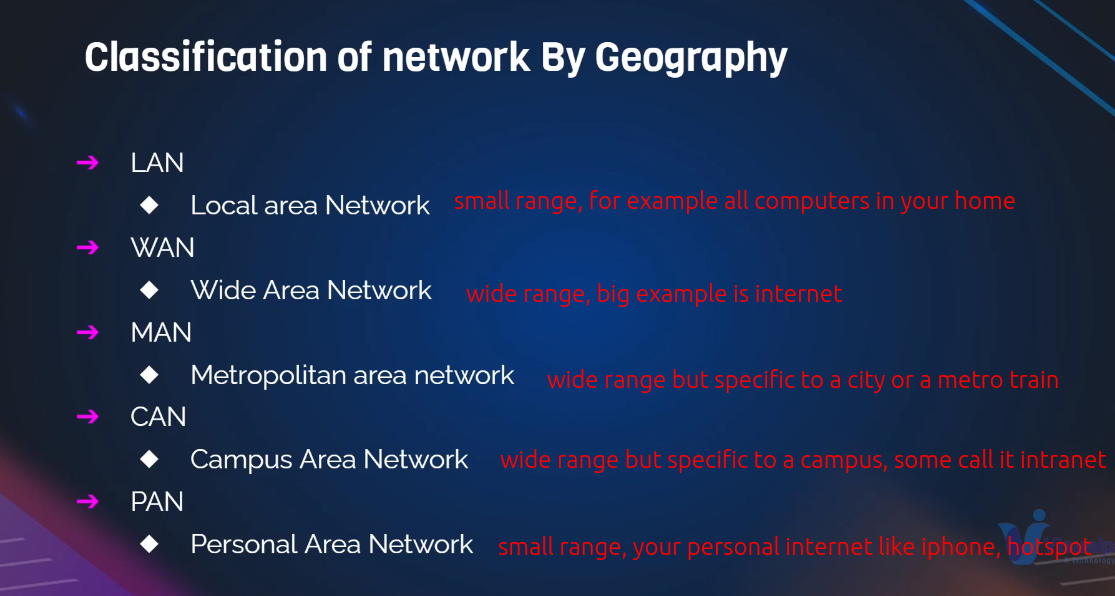 Classification of network By Geography
LAN
Local area Network small range, for example all computers in your home
WAN
Wide Area Network wide range, big example is internet
MAN
Metropolitan area network wide range but specific to a city or a metro train
CAN
Campus Area Network wide range but specific to a campus, some call it intranet
PAN
Personal Area Network small range, your personal internet like iphone, hotspot